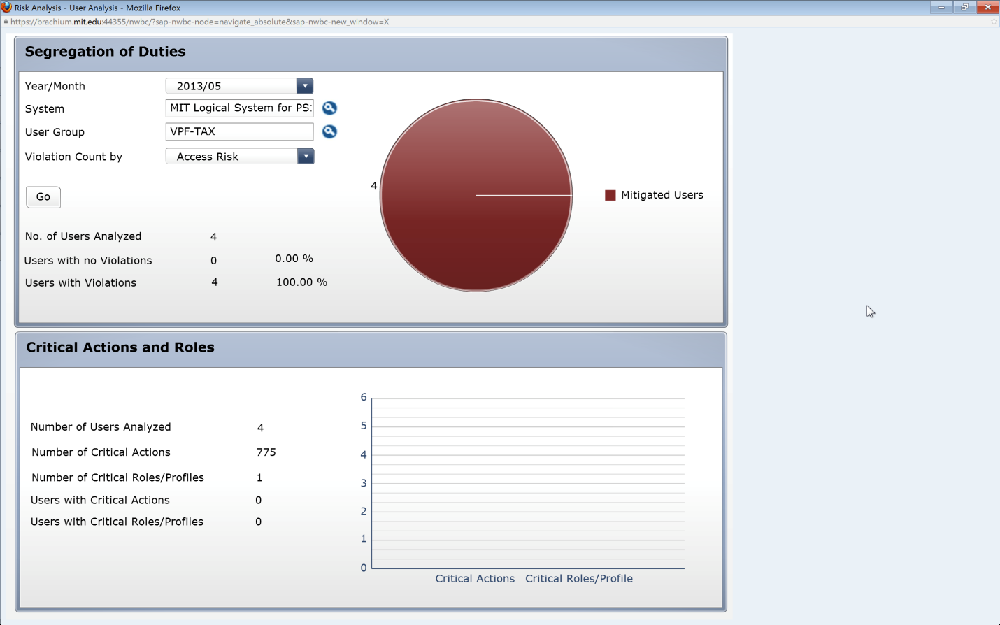 Risk Analysis - User Analysis - Mozilla Firefox
https://brachium.mit.edu:44355/nwbc/?sap-nwbc-node=navigate_absolute&sap-nwbc-new_window=X
Segregation of Duties
Year/Month 2013/05
System MIT Logical System for PS
User Group VPF-TAX
Violation Count by Access Risk
Go
4
Mitigated Users
No. of Users Analyzed 4
Users with no Violations 0 0.00 %
Users with Violations 4 100.00 %
Critical Actions and Roles
Number of Users Analyzed 4
Number of Critical Actions 775
Number of Critical Roles/Profiles 1
Users with Critical Actions 0
Users with Critical Roles/Profiles 0
6
5
4
3
2
1
0
Critical Actions Critical Roles/Profile